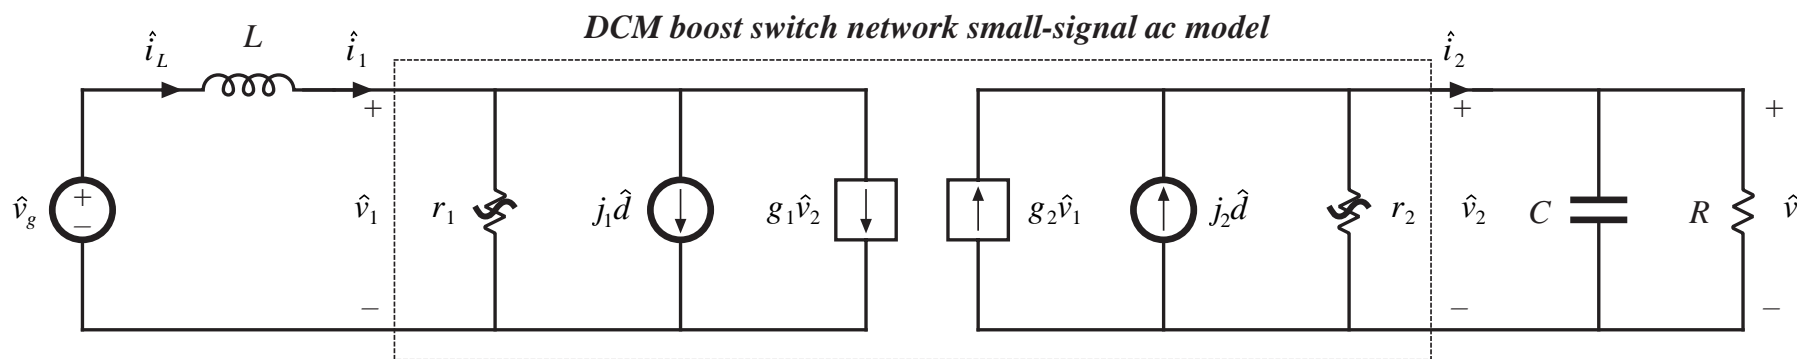 DCM boost switch network small-signal ac model
î_L L î_1 î_2
+ + +
v̂_g + − v̂_1 r_1 j_1d̂ g_1v̂_2 g_2v̂_1 j_2d̂ r_2 v̂_2 C R v̂
− − −